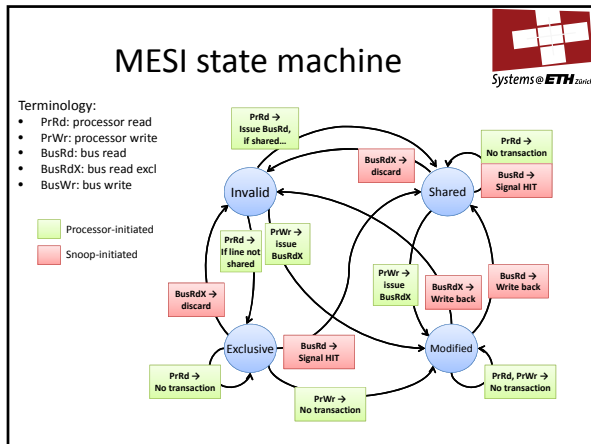 MESI state machine
Systems@ETH Zürich
Terminology:
• PrRd: processor read
• PrWr: processor write
• BusRd: bus read
• BusRdX: bus read excl
• BusWr: bus write
Processor-initiated
Snoop-initiated
PrRd →
Issue BusRd,
if shared…
BusRdX →
discard
PrRd →
No transaction
BusRd →
Signal HIT
Invalid
Shared
PrRd →
If line not
shared
PrWr →
issue
BusRdX
PrWr →
issue
BusRdX
BusRdX →
Write back
BusRd →
Write back
BusRdX →
discard
Exclusive
BusRd →
Signal HIT
Modified
PrRd →
No transaction
PrWr →
No transaction
PrRd, PrWr →
No transaction